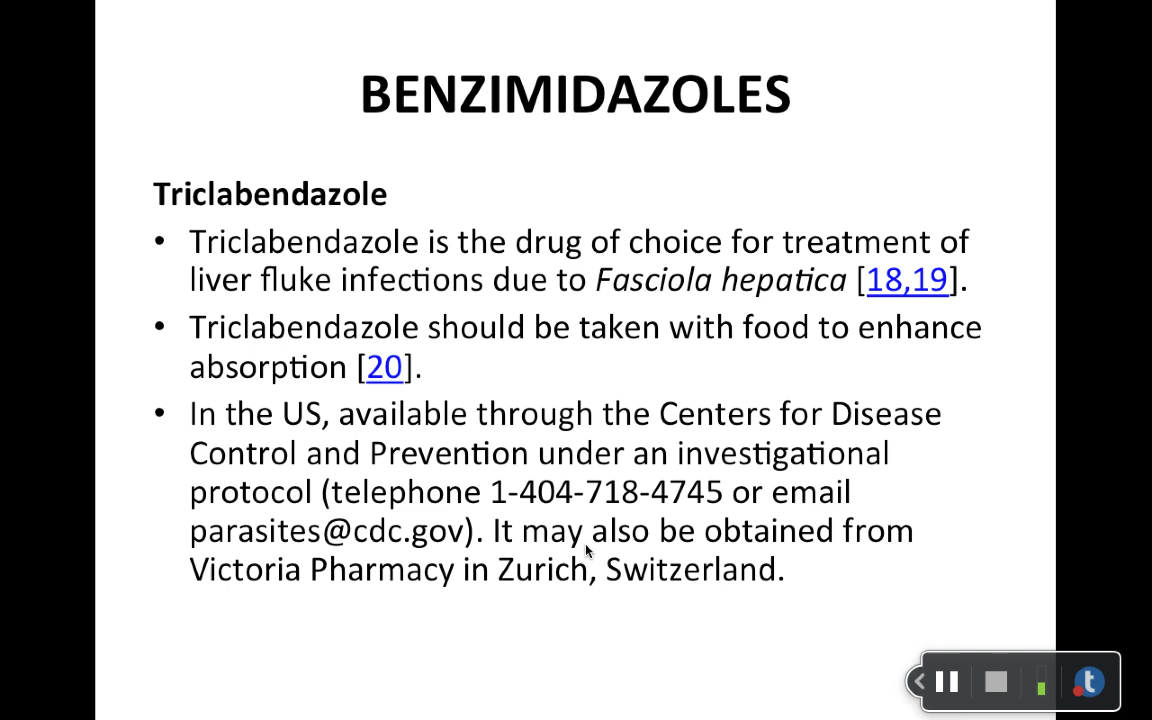 BENZIMIDAZOLES
Triclabendazole
• Triclabendazole is the drug of choice for treatment of
liver fluke infections due to Fasciola hepatica [18,19].
• Triclabendazole should be taken with food to enhance
absorption [20].
• In the US, available through the Centers for Disease
Control and Prevention under an investigational
protocol (telephone 1-404-718-4745 or email
parasites@cdc.gov). It may also be obtained from
Victoria Pharmacy in Zurich, Switzerland.
t